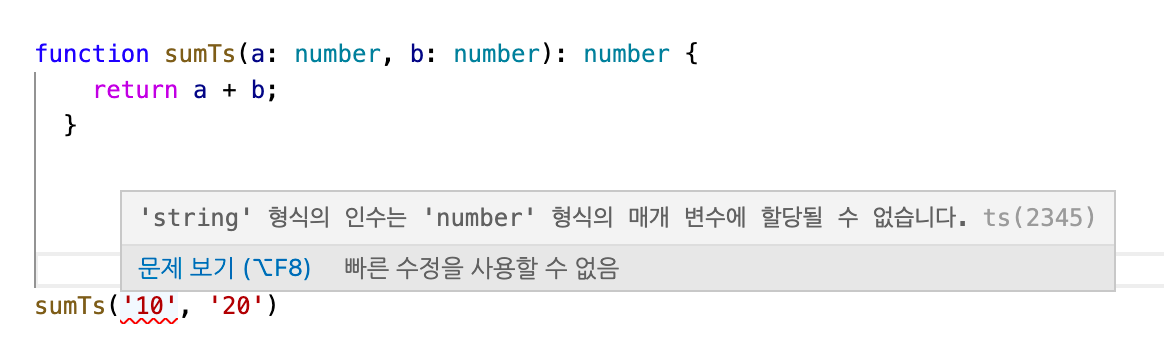 function sumTs(a: number, b: number): number {
    return a + b;
  }
'string' 형식의 인수는 'number' 형식의 매개 변수에 할당될 수 없습니다. ts(2345)
문제 보기 (⌥F8)   빠른 수정을 사용할 수 없음
sumTs('10', '20')